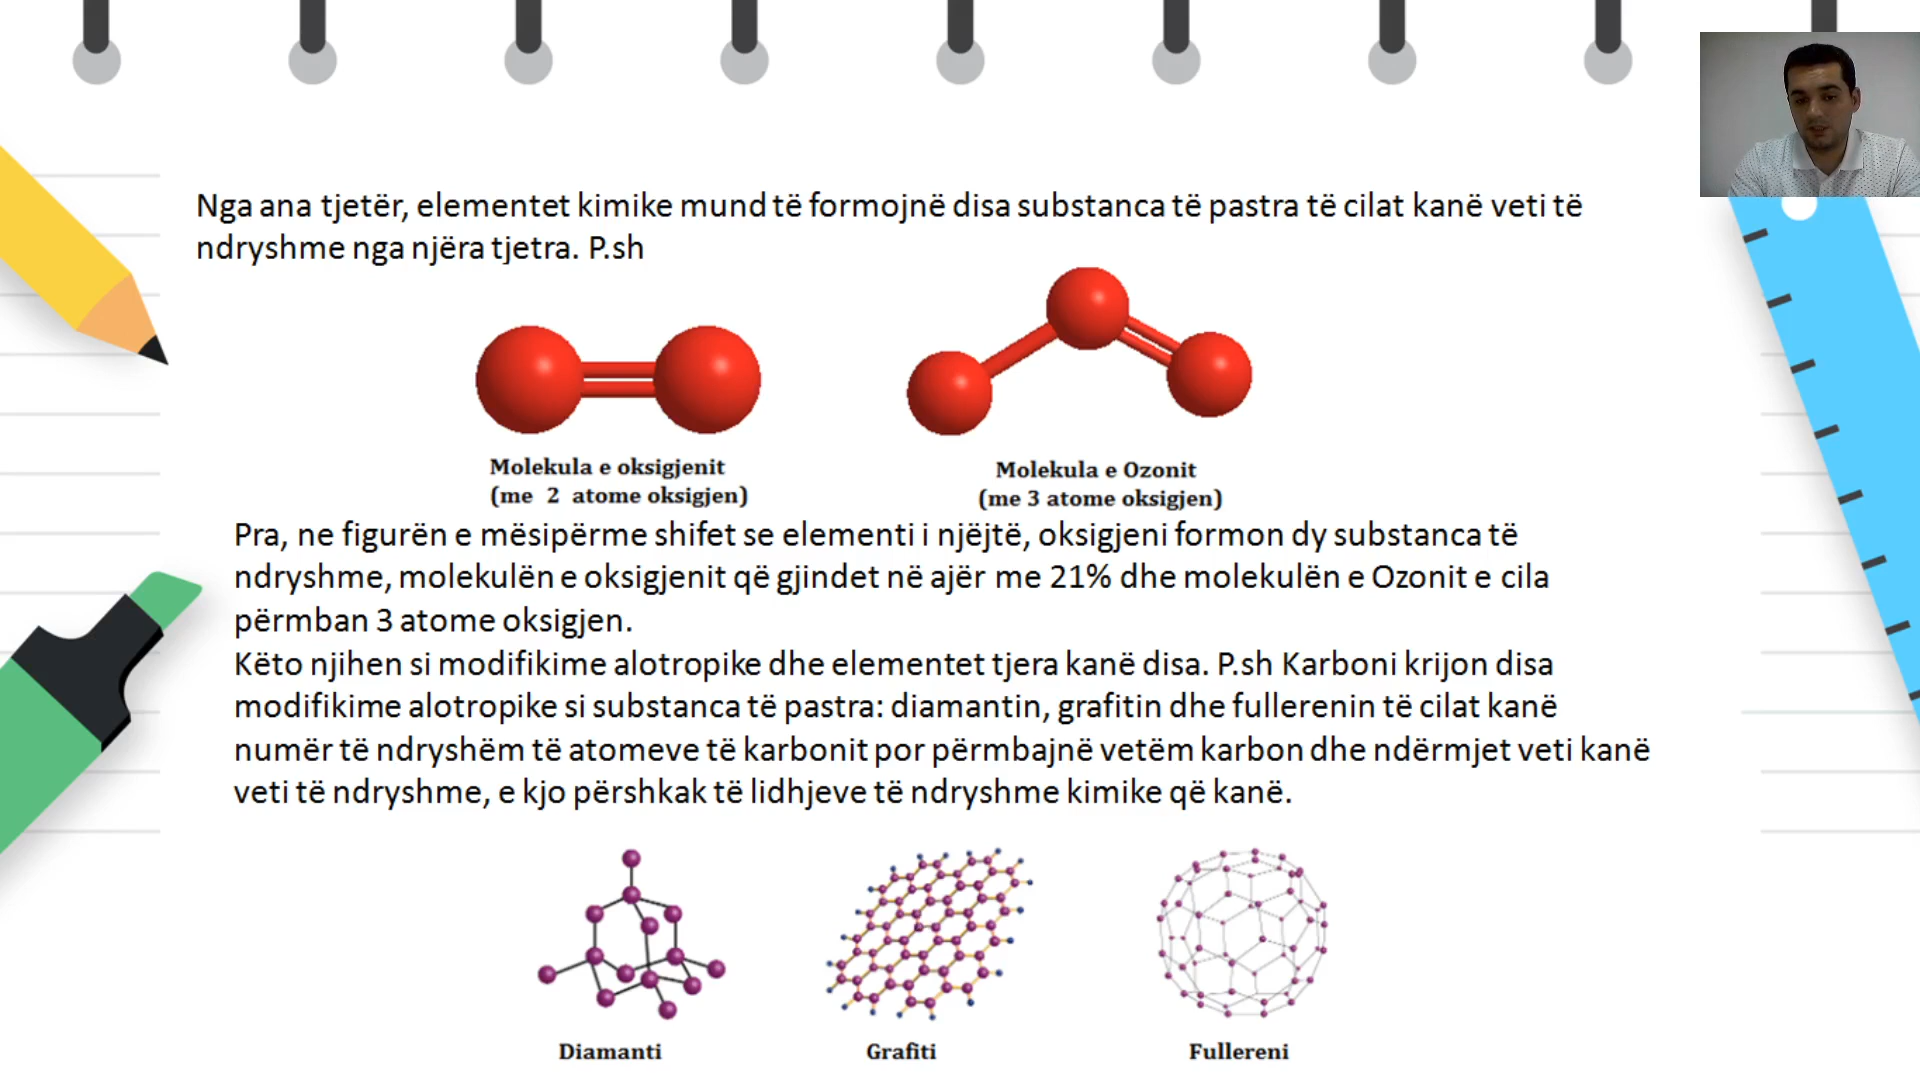 Nga ana tjetër, elementet kimike mund të formojnë disa substanca të pastra të cilat kanë veti të
ndryshme nga njëra tjetra. P.sh
Molekula e oksigjenit
(me 2 atome oksigjen)
Molekula e Ozonit
(me 3 atome oksigjen)
Pra, ne figurën e mësipërme shifet se elementi i njëjtë, oksigjeni formon dy substanca të
ndryshme, molekulën e oksigjenit që gjindet në ajër me 21% dhe molekulën e Ozonit e cila
përmban 3 atome oksigjen.
Këto njihen si modifikime alotropike dhe elementet tjera kanë disa. P.sh Karboni krijon disa
modifikime alotropike si substanca të pastra: diamantin, grafitin dhe fullerenin të cilat kanë
numër të ndryshëm të atomeve të karbonit por përmbajnë vetëm karbon dhe ndërmjet veti kanë
veti të ndryshme, e kjo përshkak të lidhjeve të ndryshme kimike që kanë.
Diamanti
Grafiti
Fullereni